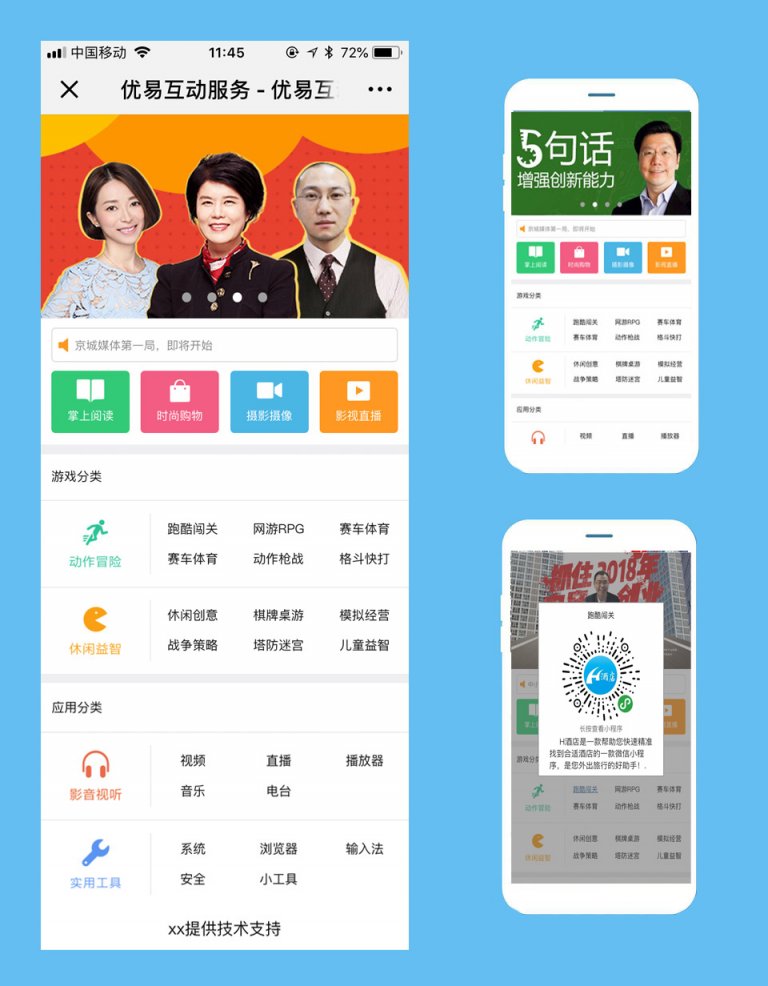 中国移动
11:45
72%
优易互动服务 - 优易互
京城媒体第一局，即将开始
掌上阅读 时尚购物 摄影摄像 影视直播
游戏分类
动作冒险
跑酷闯关 网游RPG 赛车体育
赛车体育 动作枪战 格斗快打
休闲益智
休闲创意 棋牌桌游 模拟经营
战争策略 塔防迷宫 儿童益智
应用分类
影音视听
视频 直播 播放器
音乐 电台
实用工具
系统 浏览器 输入法
安全 小工具
xx提供技术支持
5句话
增强创新能力
京城媒体第一局，即将开始
掌上阅读 时尚购物 摄影摄像 影视直播
游戏分类
动作冒险
跑酷闯关 网游RPG 赛车体育
赛车体育 动作枪战 格斗快打
休闲益智
休闲创意 棋牌桌游 模拟经营
战争策略 塔防迷宫 儿童益智
应用分类
视频 直播 播放器
抓住2018年
创业
跑酷闯关
H酒店
长按查看小程序
H酒店是一款帮助您快速精准
找到合适酒店的一款微信小程
序，是您外出旅行的好助手！.
动作冒险
跑酷闯关 网游RPG 赛车体育
赛车体育 动作枪战 格斗快打
休闲益智
休闲创意 棋牌桌游 模拟经营
战争策略 塔防迷宫 儿童益智